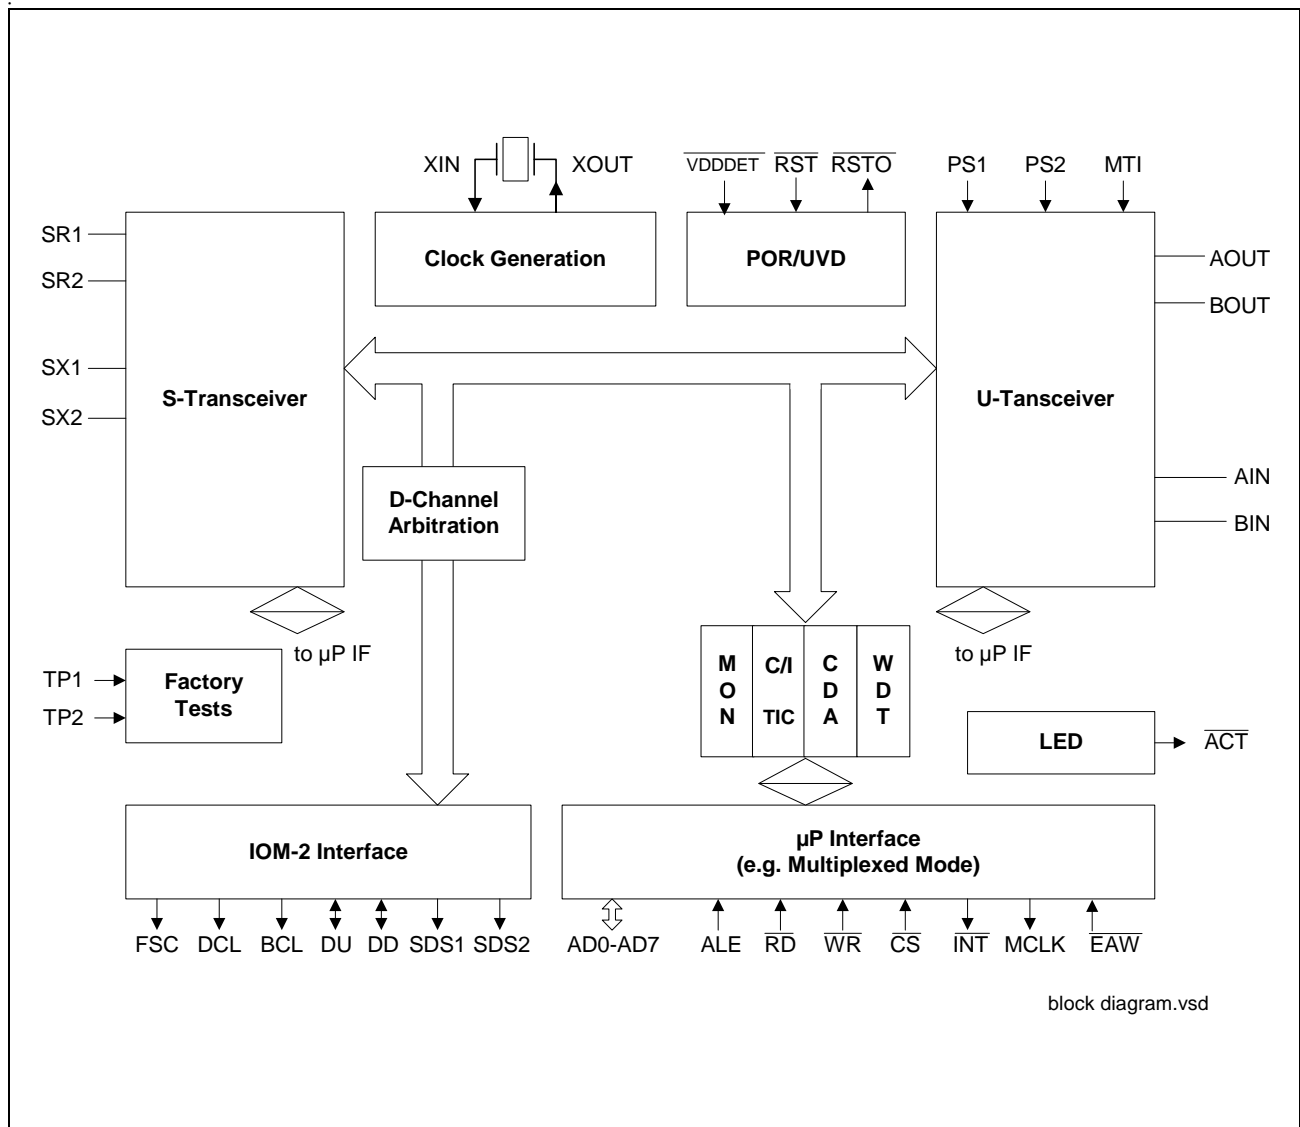 XIN XOUT VDDDET RST RSTO PS1 PS2 MTI
SR1
SR2
SX1
SX2
S-Transceiver
Clock Generation
POR/UVD
U-Tansceiver
AOUT
BOUT
AIN
BIN
D-Channel
Arbitration
to µP IF
to µP IF
TP1
TP2
Factory
Tests
MON
C/I
TIC
CDA
WDT
LED
ACT
IOM-2 Interface
µP Interface
(e.g. Multiplexed Mode)
FSC DCL BCL DU DD SDS1 SDS2 AD0-AD7 ALE RD WR CS INT MCLK EAW
block diagram.vsd